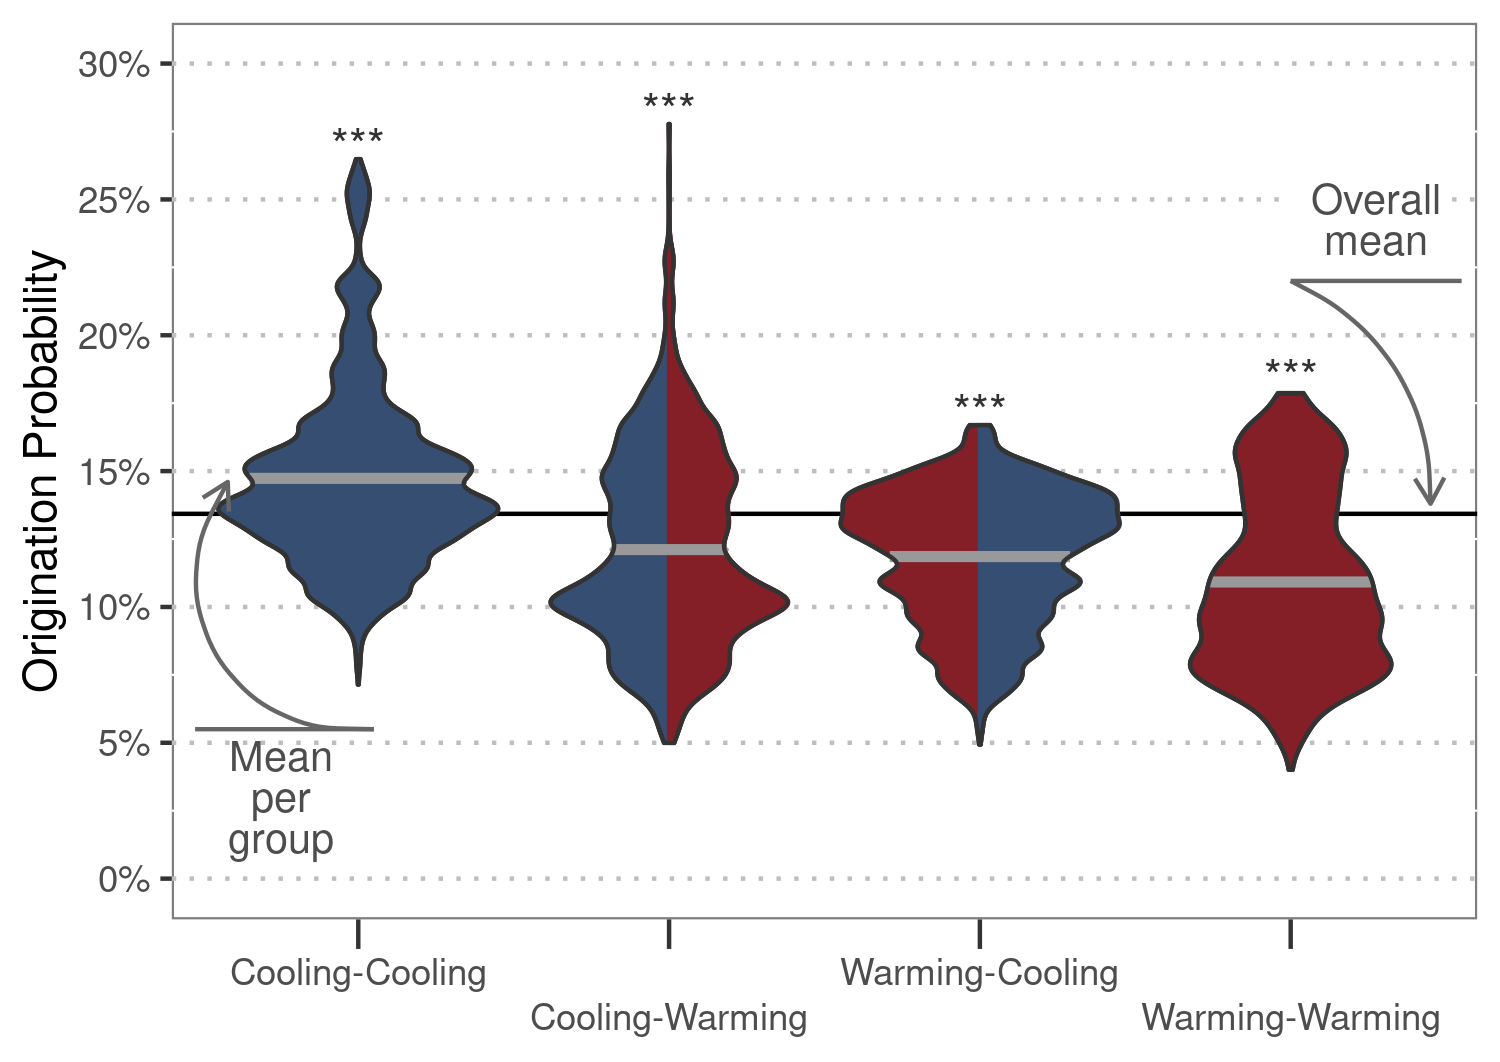 30%
25%
20%
15%
10%
5%
0%
Origination Probability
***
***
***
***
Overall
mean
Mean
per
group
Cooling-Cooling
Cooling-Warming
Warming-Cooling
Warming-Warming